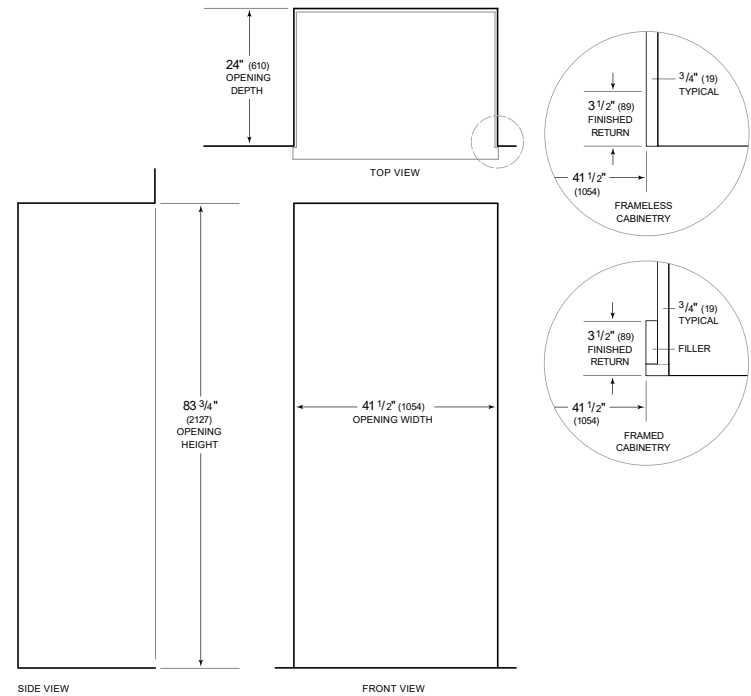 24" (610)
OPENING
DEPTH
TOP VIEW
3/4" (19)
TYPICAL
3 1/2" (89)
FINISHED
RETURN
41 1/2"
(1054)
FRAMELESS
CABINETRY
3/4" (19)
TYPICAL
3 1/2" (89)
FINISHED
RETURN
FILLER
41 1/2"
(1054)
FRAMED
CABINETRY
83 3/4"
(2127)
OPENING
HEIGHT
41 1/2" (1054)
OPENING WIDTH
SIDE VIEW
FRONT VIEW